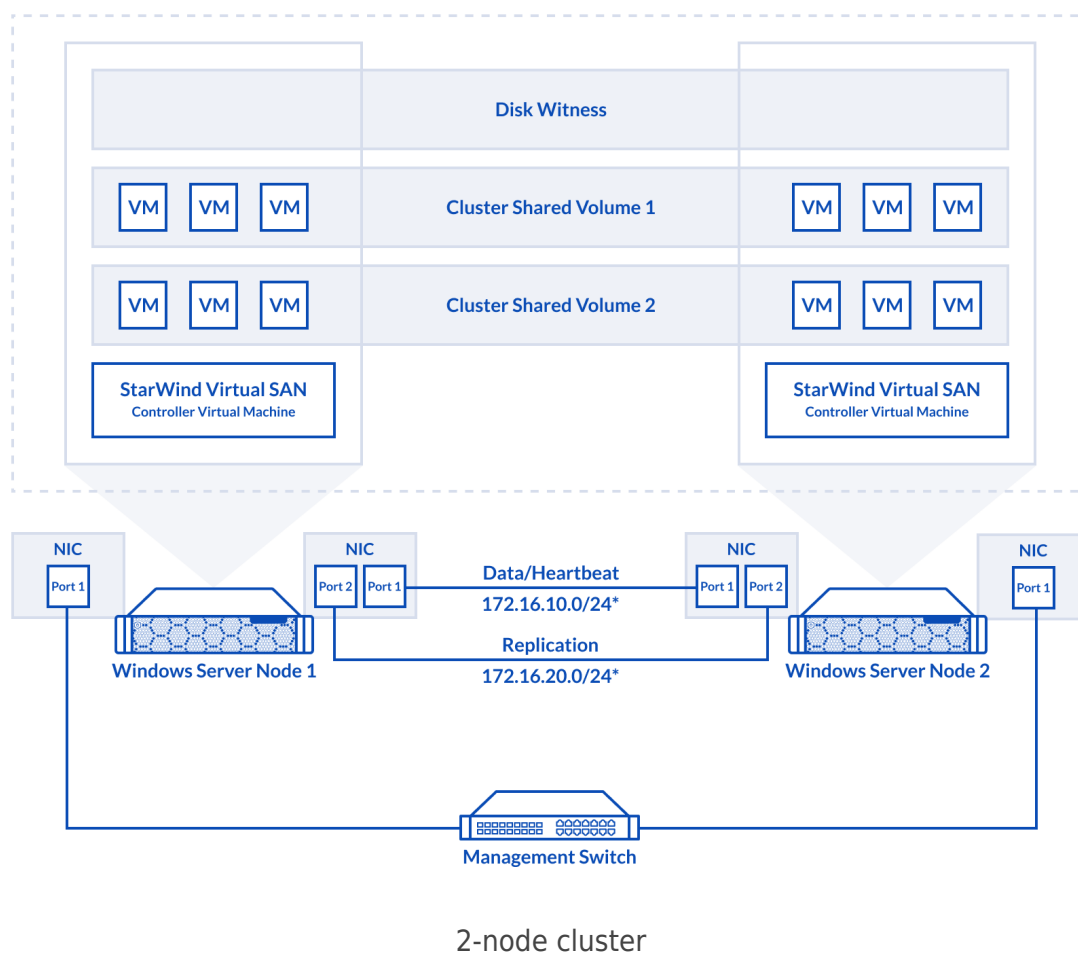 Disk Witness
VM VM VM Cluster Shared Volume 1 VM VM VM
VM VM VM Cluster Shared Volume 2 VM VM VM
StarWind Virtual SAN
Controller Virtual Machine
StarWind Virtual SAN
Controller Virtual Machine
NIC
Port 1
NIC
Port 2 Port 1
Data/Heartbeat
172.16.10.0/24*
Replication
172.16.20.0/24*
NIC
Port 1 Port 2
NIC
Port 1
Windows Server Node 1
Windows Server Node 2
Management Switch
2-node cluster